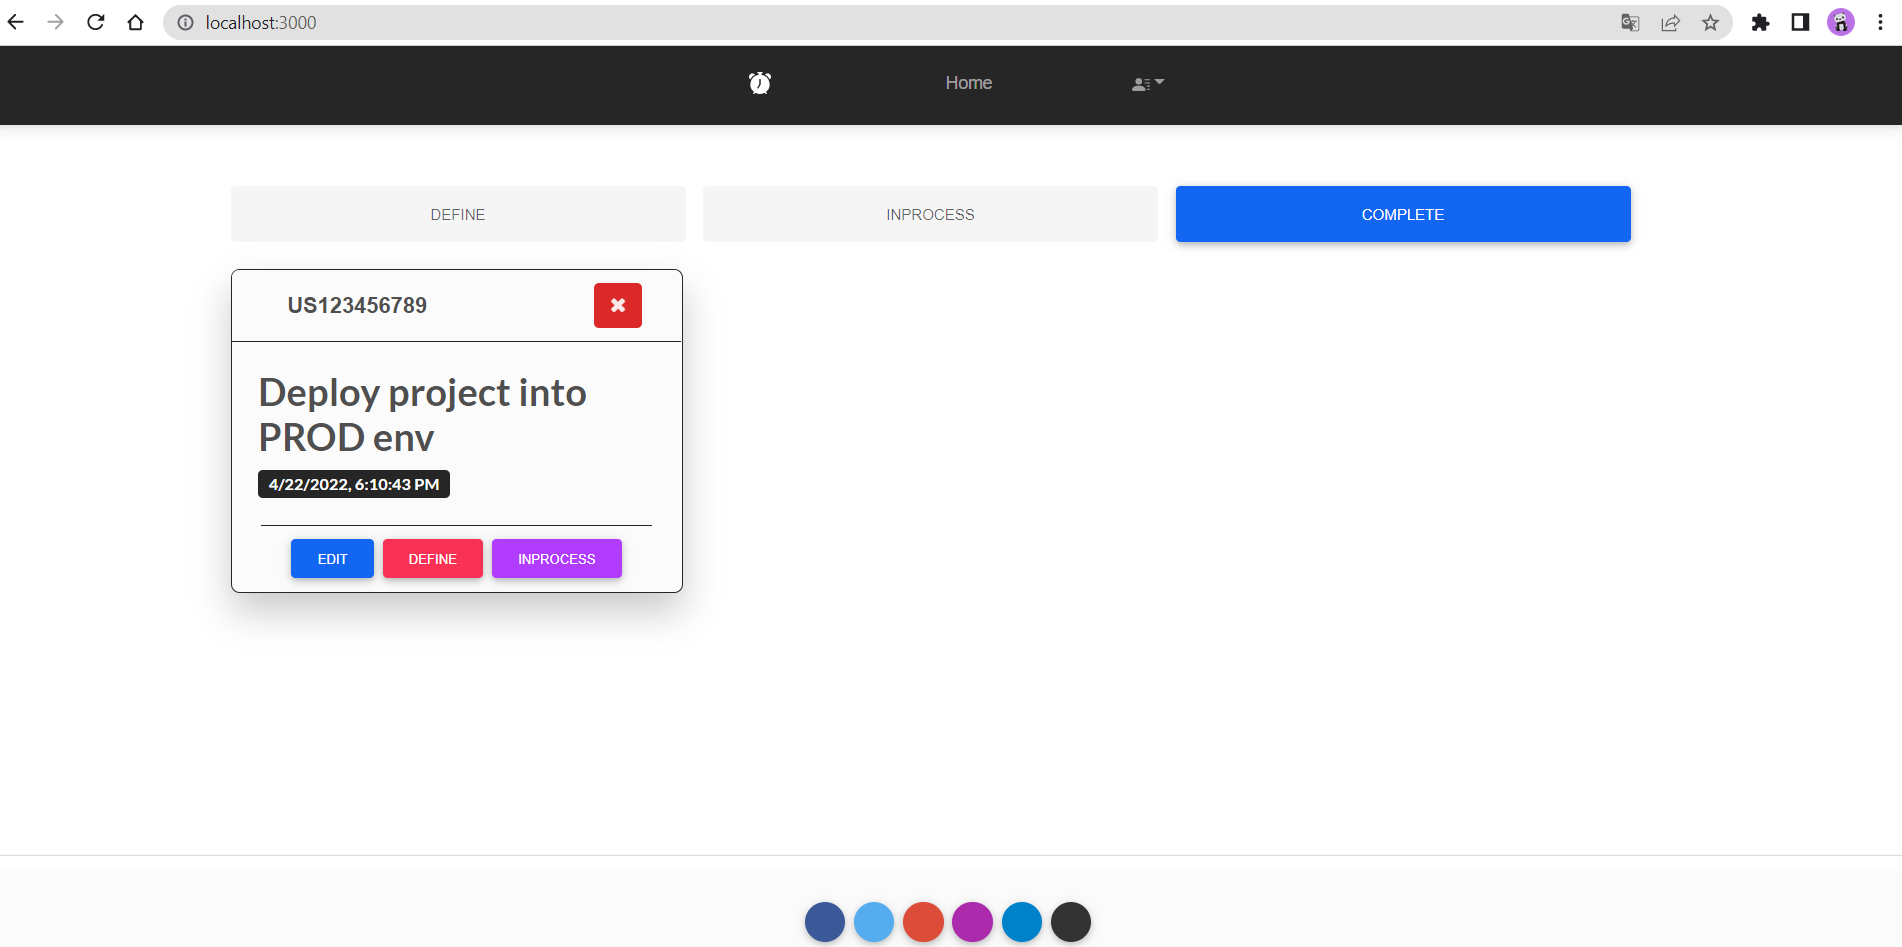 localhost:3000
Home
DEFINE
INPROCESS
COMPLETE
US123456789
Deploy project into
PROD env
4/22/2022, 6:10:43 PM
EDIT
DEFINE
INPROCESS